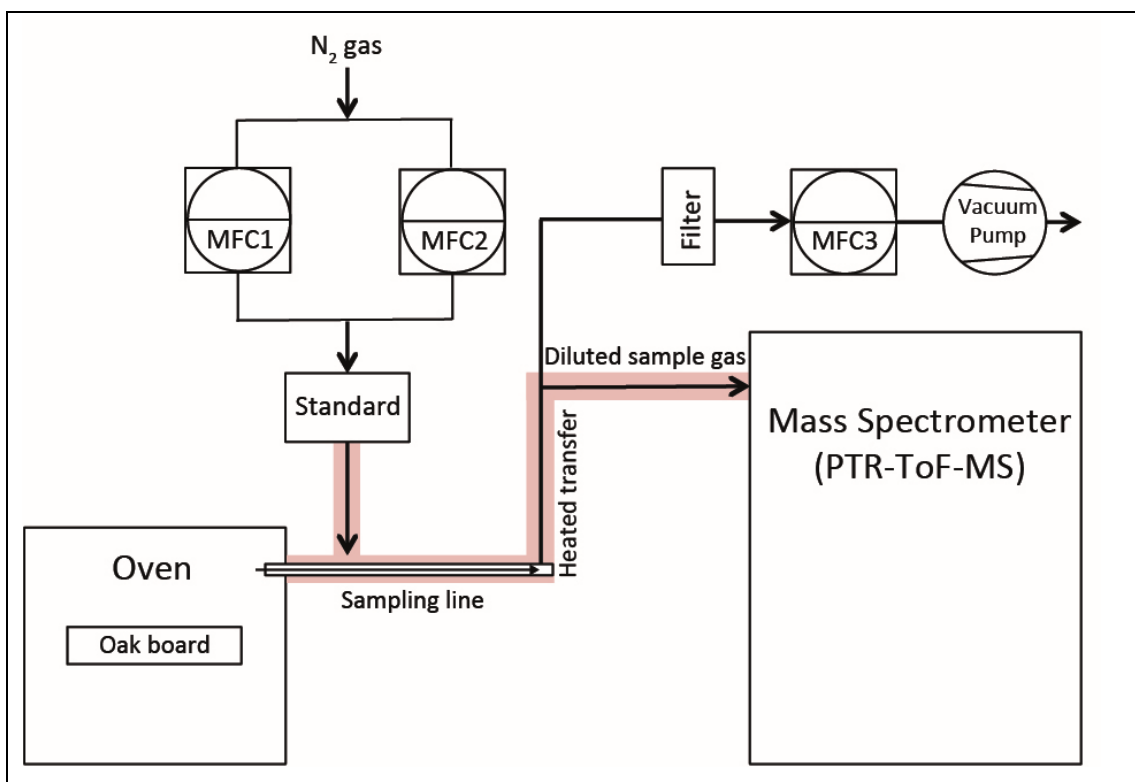 N₂ gas
MFC1
MFC2
Filter
MFC3
Vacuum
Pump
Standard
Diluted sample gas
Heated transfer
Mass Spectrometer
(PTR-ToF-MS)
Oven
Sampling line
Oak board